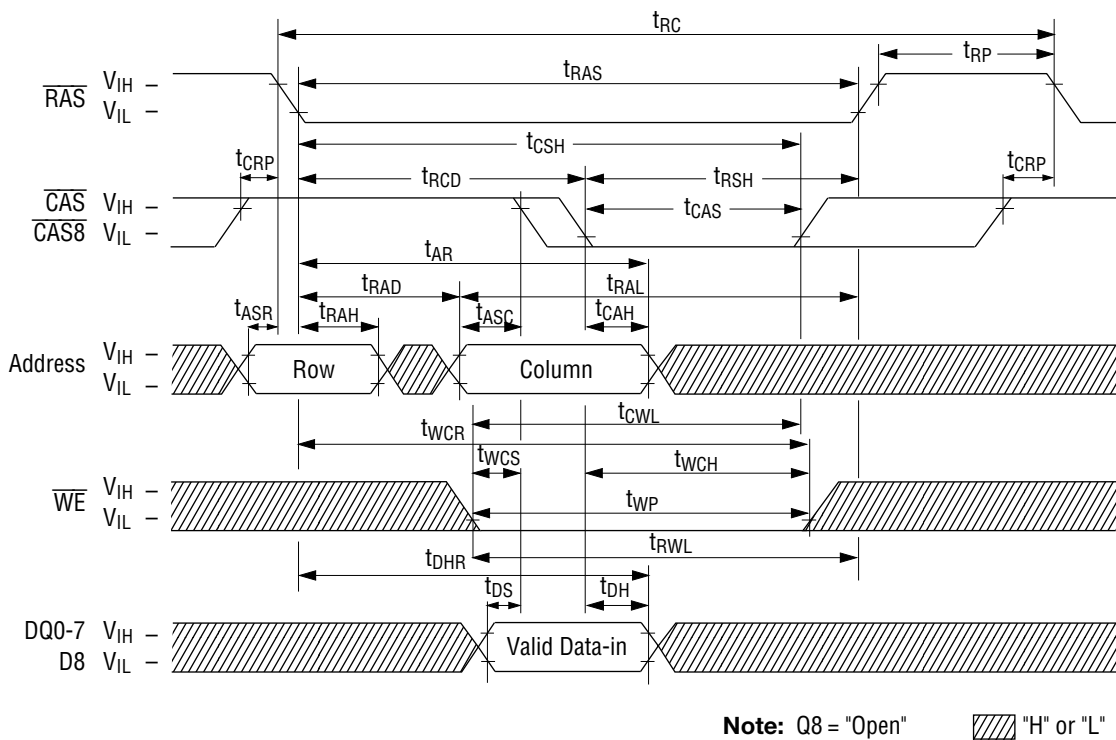 tRC
tRP
tRAS
RAS VIH –
VIL –
tCSH
tCRP
tRCD
tRSH
tCRP
CAS VIH –
CAS8 VIL –
tCAS
tAR
tRAD
tRAL
tASR
tRAH
tASC
tCAH
Address VIH –
VIL –
Row
Column
tCWL
tWCR
tWCS
tWCH
WE VIH –
VIL –
tWP
tRWL
tDHR
tDS
tDH
DQ0-7 VIH –
D8 VIL –
Valid Data-in
Note: Q8 = "Open" "H" or "L"